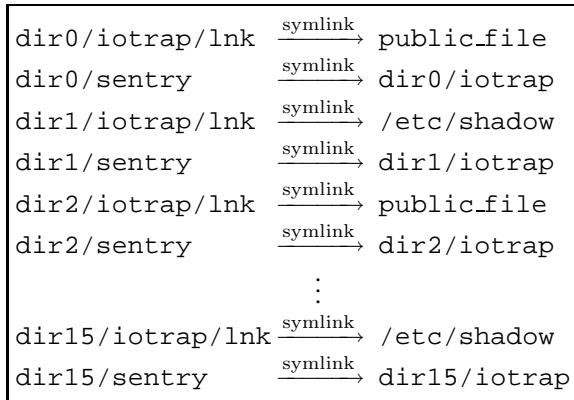 dir0/iotrap/lnk symlink→ public_file
dir0/sentry symlink→ dir0/iotrap
dir1/iotrap/lnk symlink→ /etc/shadow
dir1/sentry symlink→ dir1/iotrap
dir2/iotrap/lnk symlink→ public_file
dir2/sentry symlink→ dir2/iotrap
⋮
dir15/iotrap/lnk symlink→ /etc/shadow
dir15/sentry symlink→ dir15/iotrap